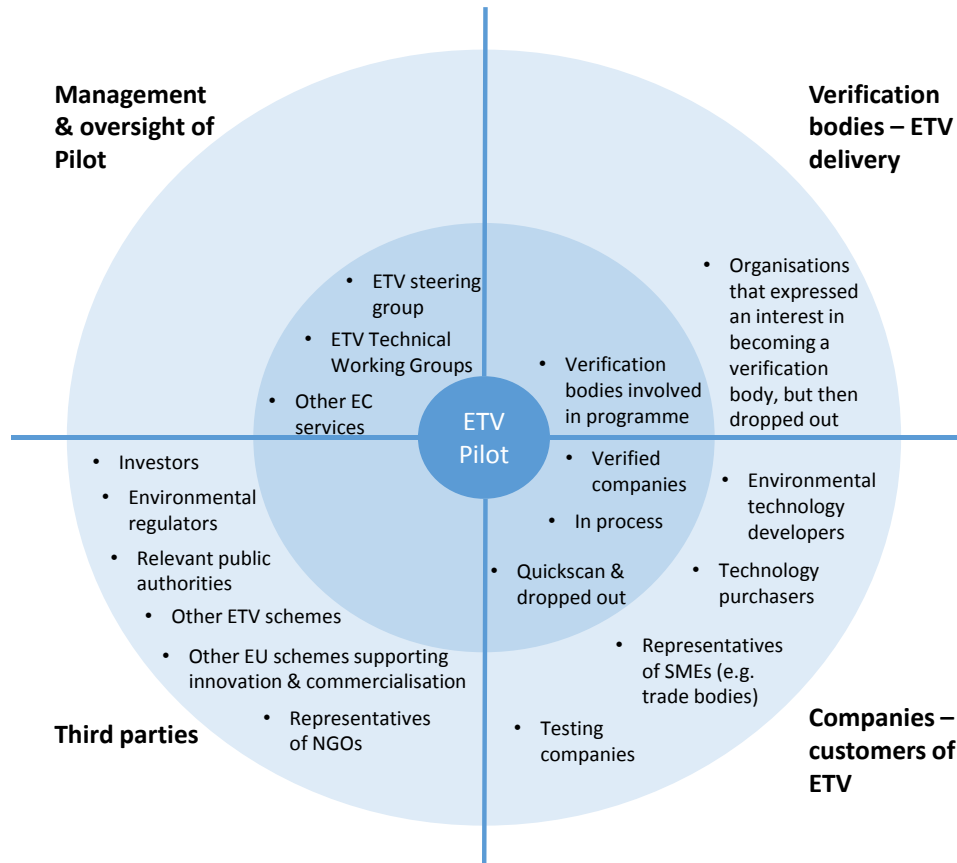 Management
& oversight of
Pilot
Verification
bodies – ETV
delivery
• ETV steering
group
• ETV Technical
Working Groups
• Other EC
services
• Verification
bodies involved
in programme
• Organisations
that expressed
an interest in
becoming a
verification
body, but then
dropped out
ETV
Pilot
• Investors
• Environmental
regulators
• Relevant public
authorities
• Other ETV schemes
• Other EU schemes supporting
innovation & commercialisation
• Representatives
of NGOs
Third parties
• Verified
companies
• In process
• Quickscan &
dropped out
• Environmental
technology
developers
• Technology
purchasers
• Representatives
of SMEs (e.g.
trade bodies)
• Testing
companies
Companies –
customers of
ETV